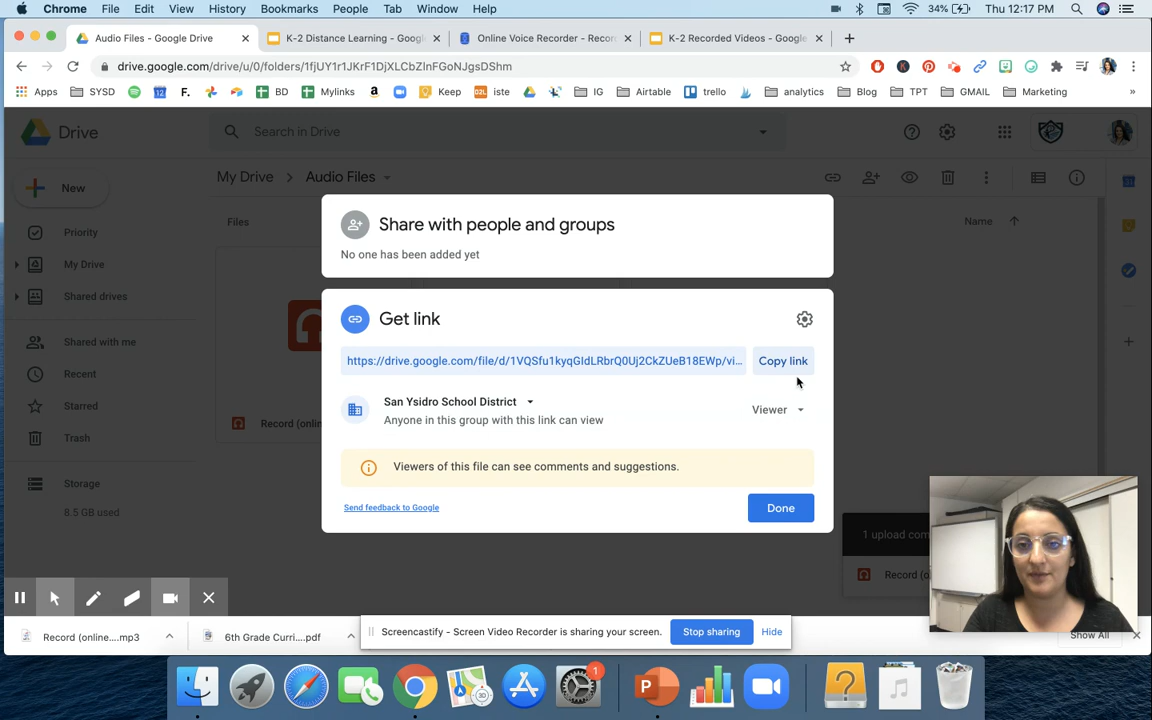 Chrome File Edit View History Bookmarks People Tab Window Help 34% Thu 12:17 PM
Audio Files - Google Drive K-2 Distance Learning - Googl Online Voice Recorder - Recor K-2 Recorded Videos - Google
drive.google.com/drive/u/0/folders/1fjUY1r1JKrF1DjXLCbZlnFGoNJgsDShm
Apps SYSD 12 F. BD Mylinks Keep D2L iste IG Airtable trello analytics Blog TPT GMAIL Marketing »
Drive Search in Drive
New My Drive Audio Files
Files Name
Priority
My Drive
Shared drives
Shared with me
Recent
Starred
Trash
Storage
8.5 GB used
Record (onl
Share with people and groups
No one has been added yet
Get link
https://drive.google.com/file/d/1VQSfu1kyqGIdLRbrQ0Uj2CkZUeB18EWp/vi... Copy link
San Ysidro School District
Anyone in this group with this link can view Viewer
Viewers of this file can see comments and suggestions.
Send feedback to Google Done
1 upload com
Record (o
Record (online....mp3 6th Grade Curri....pdf Screencastify - Screen Video Recorder is sharing your screen. Stop sharing Hide Show All
1